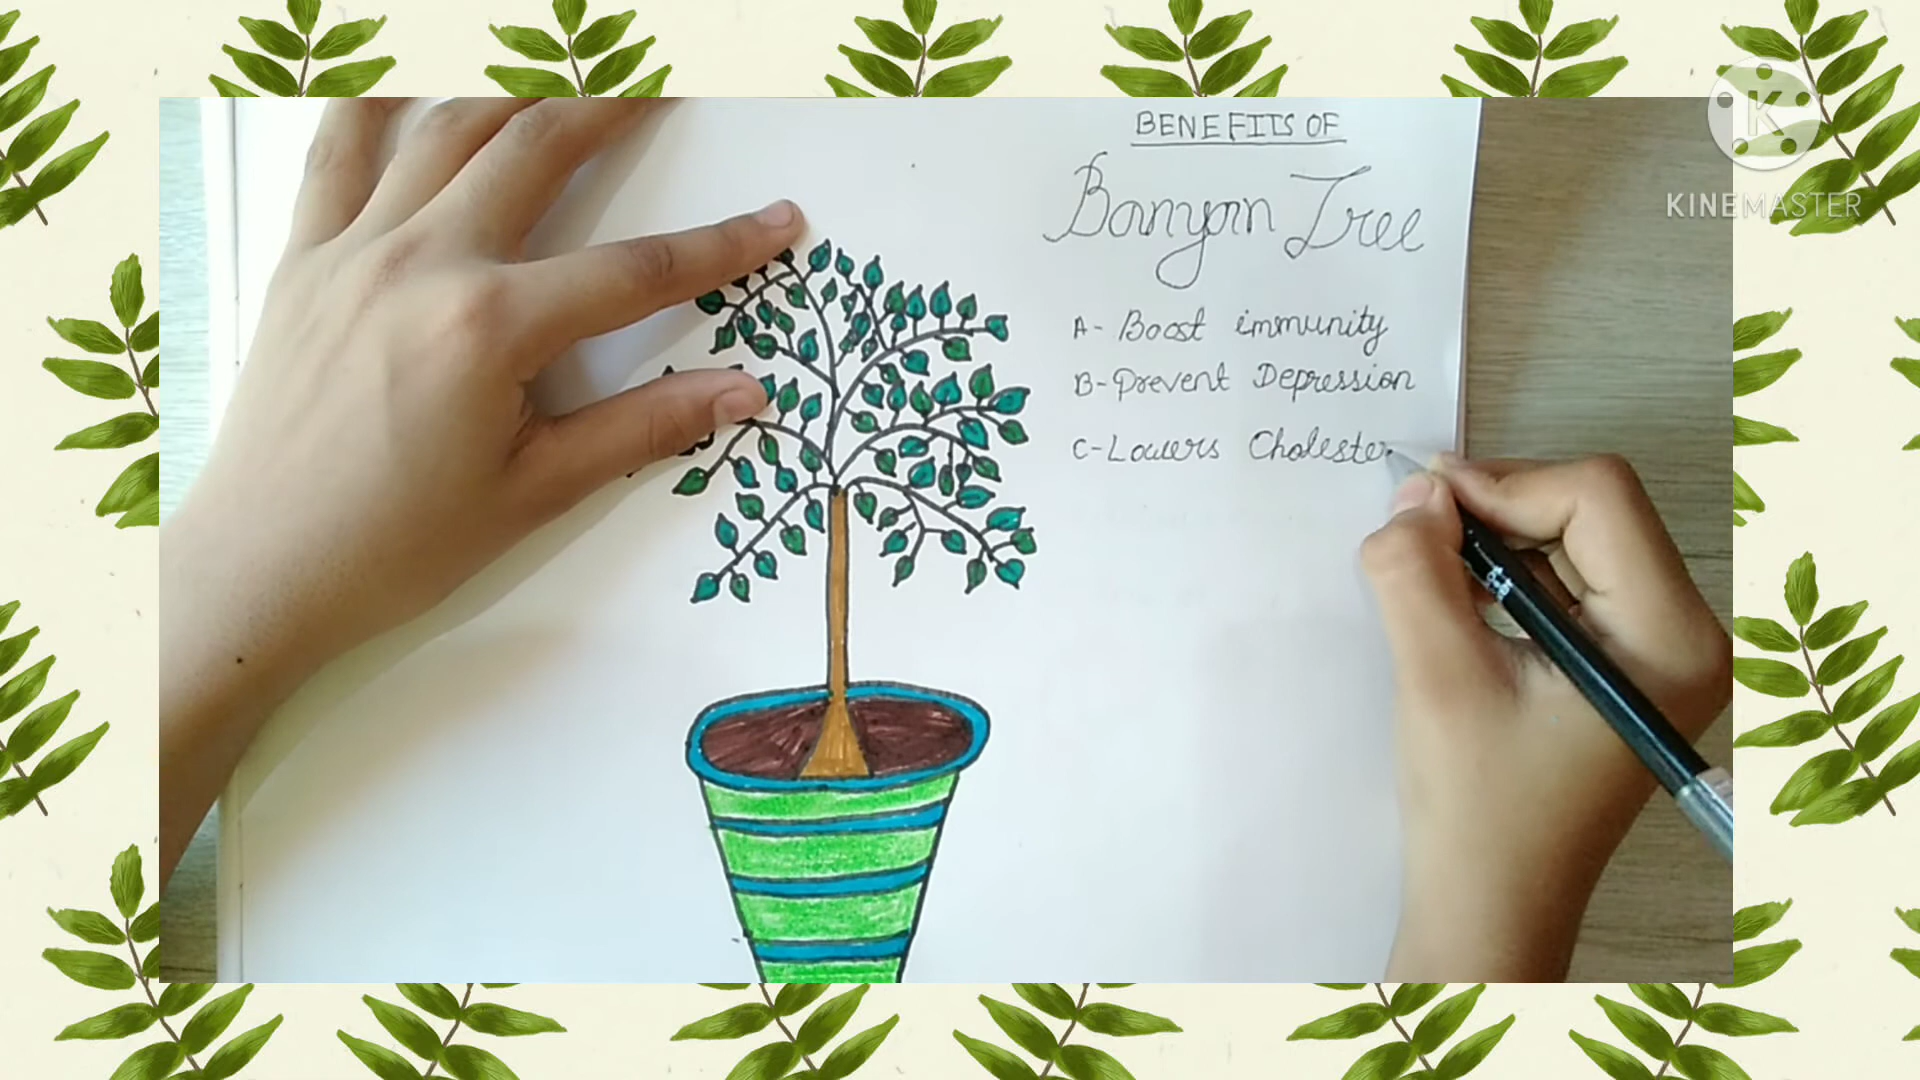 BENEFITS OF
Banyan Tree
A- Boost immunity
B- Prevent Depression
C- Lowers Cholester
K
KINEMASTER